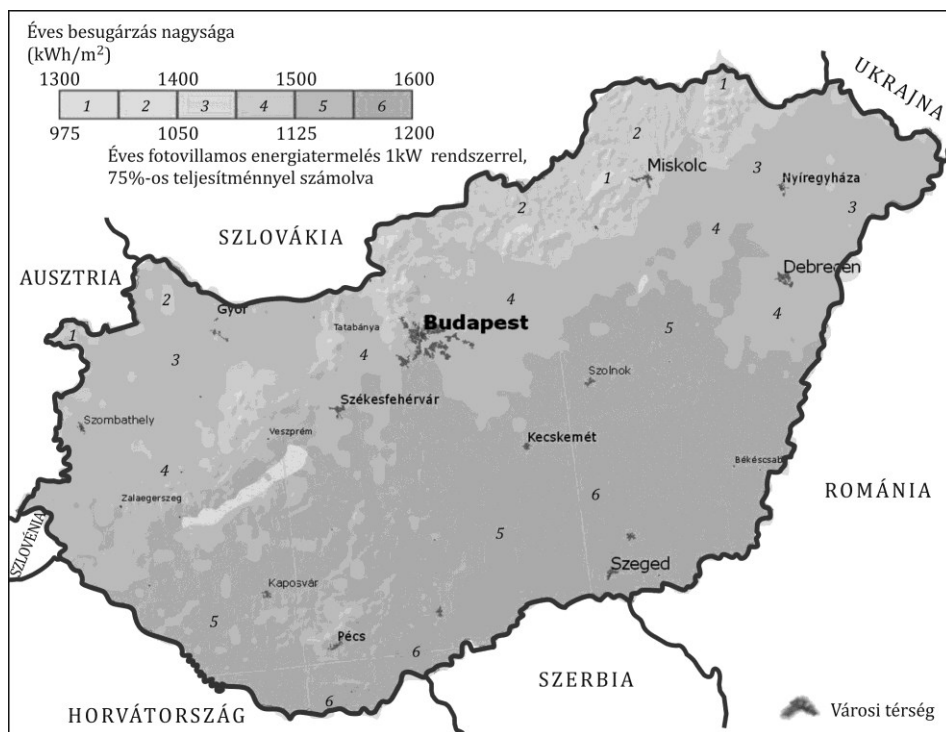 Éves besugárzás nagysága
(kWh/m²)
1300 1400 1500 1600
1 2 3 4 5 6
975 1050 1125 1200
Éves fotovillamos energiatermelés 1kW rendszerrel,
75%-os teljesítménnyel számolva
UKRAJNA
1
2
Miskolc
1
3
Nyíregyháza
2
3
SZLOVÁKIA
4
AUSZTRIA
Debrecen
2
4
Győr
4
Tatabánya
Budapest
5
1
3
4
Szolnok
Székesfehérvár
Szombathely
Veszprém
Kecskemét
Békéscsaba
4
ROMÁNIA
Zalaegerszeg
6
SZLOVÉNIA
5
Szeged
Kaposvár
5
Pécs
6
SZERBIA
6
HORVÁTORSZÁG
Városi térség